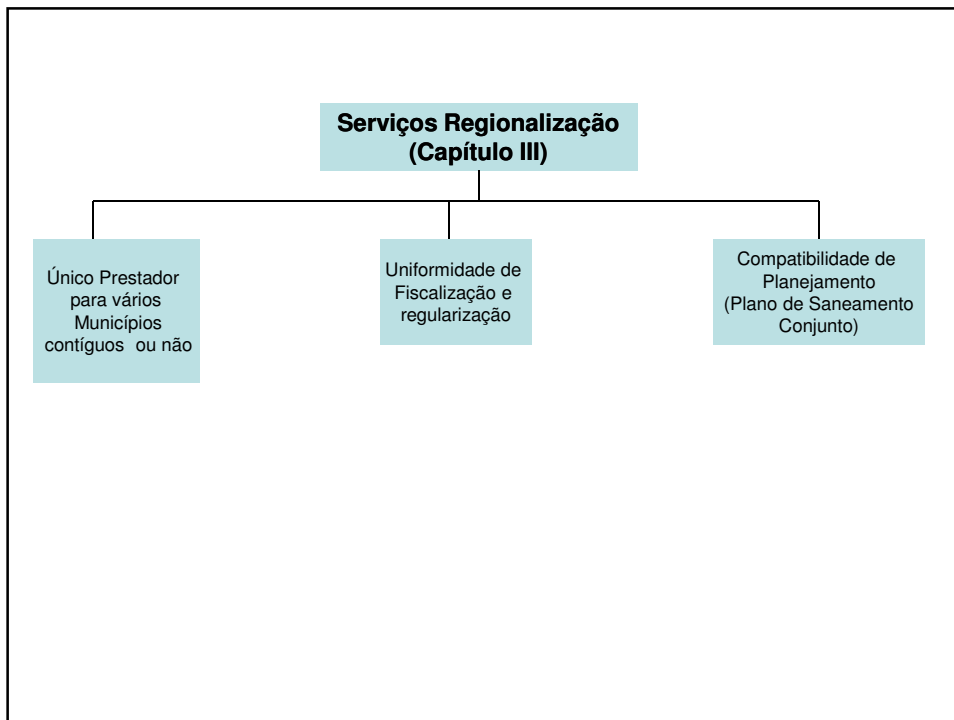 Serviços Regionalização
(Capítulo III)
Único Prestador
para vários
Municípios
contíguos ou não
Uniformidade de
Fiscalização e
regularização
Compatibilidade de
Planejamento
(Plano de Saneamento
Conjunto)